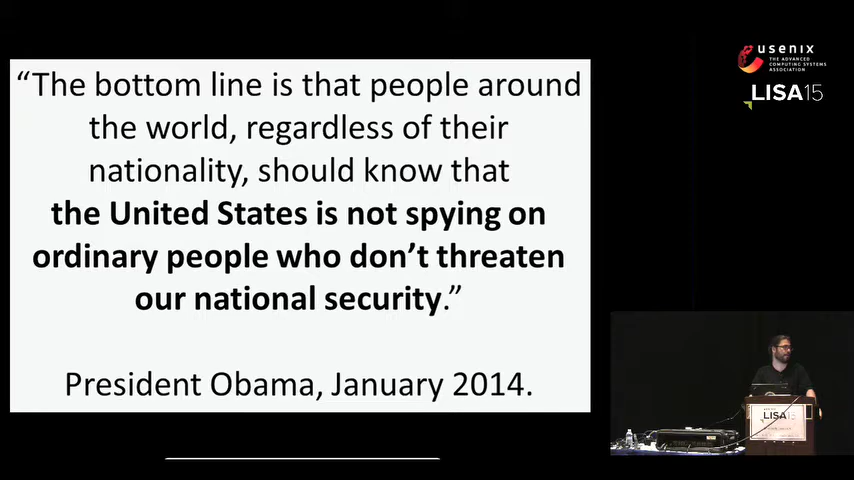 “The bottom line is that people around
the world, regardless of their
nationality, should know that
the United States is not spying on
ordinary people who don’t threaten
our national security.”
President Obama, January 2014.
usenix
THE ADVANCED
COMPUTING SYSTEMS
ASSOCIATION
LISA15
LISA15